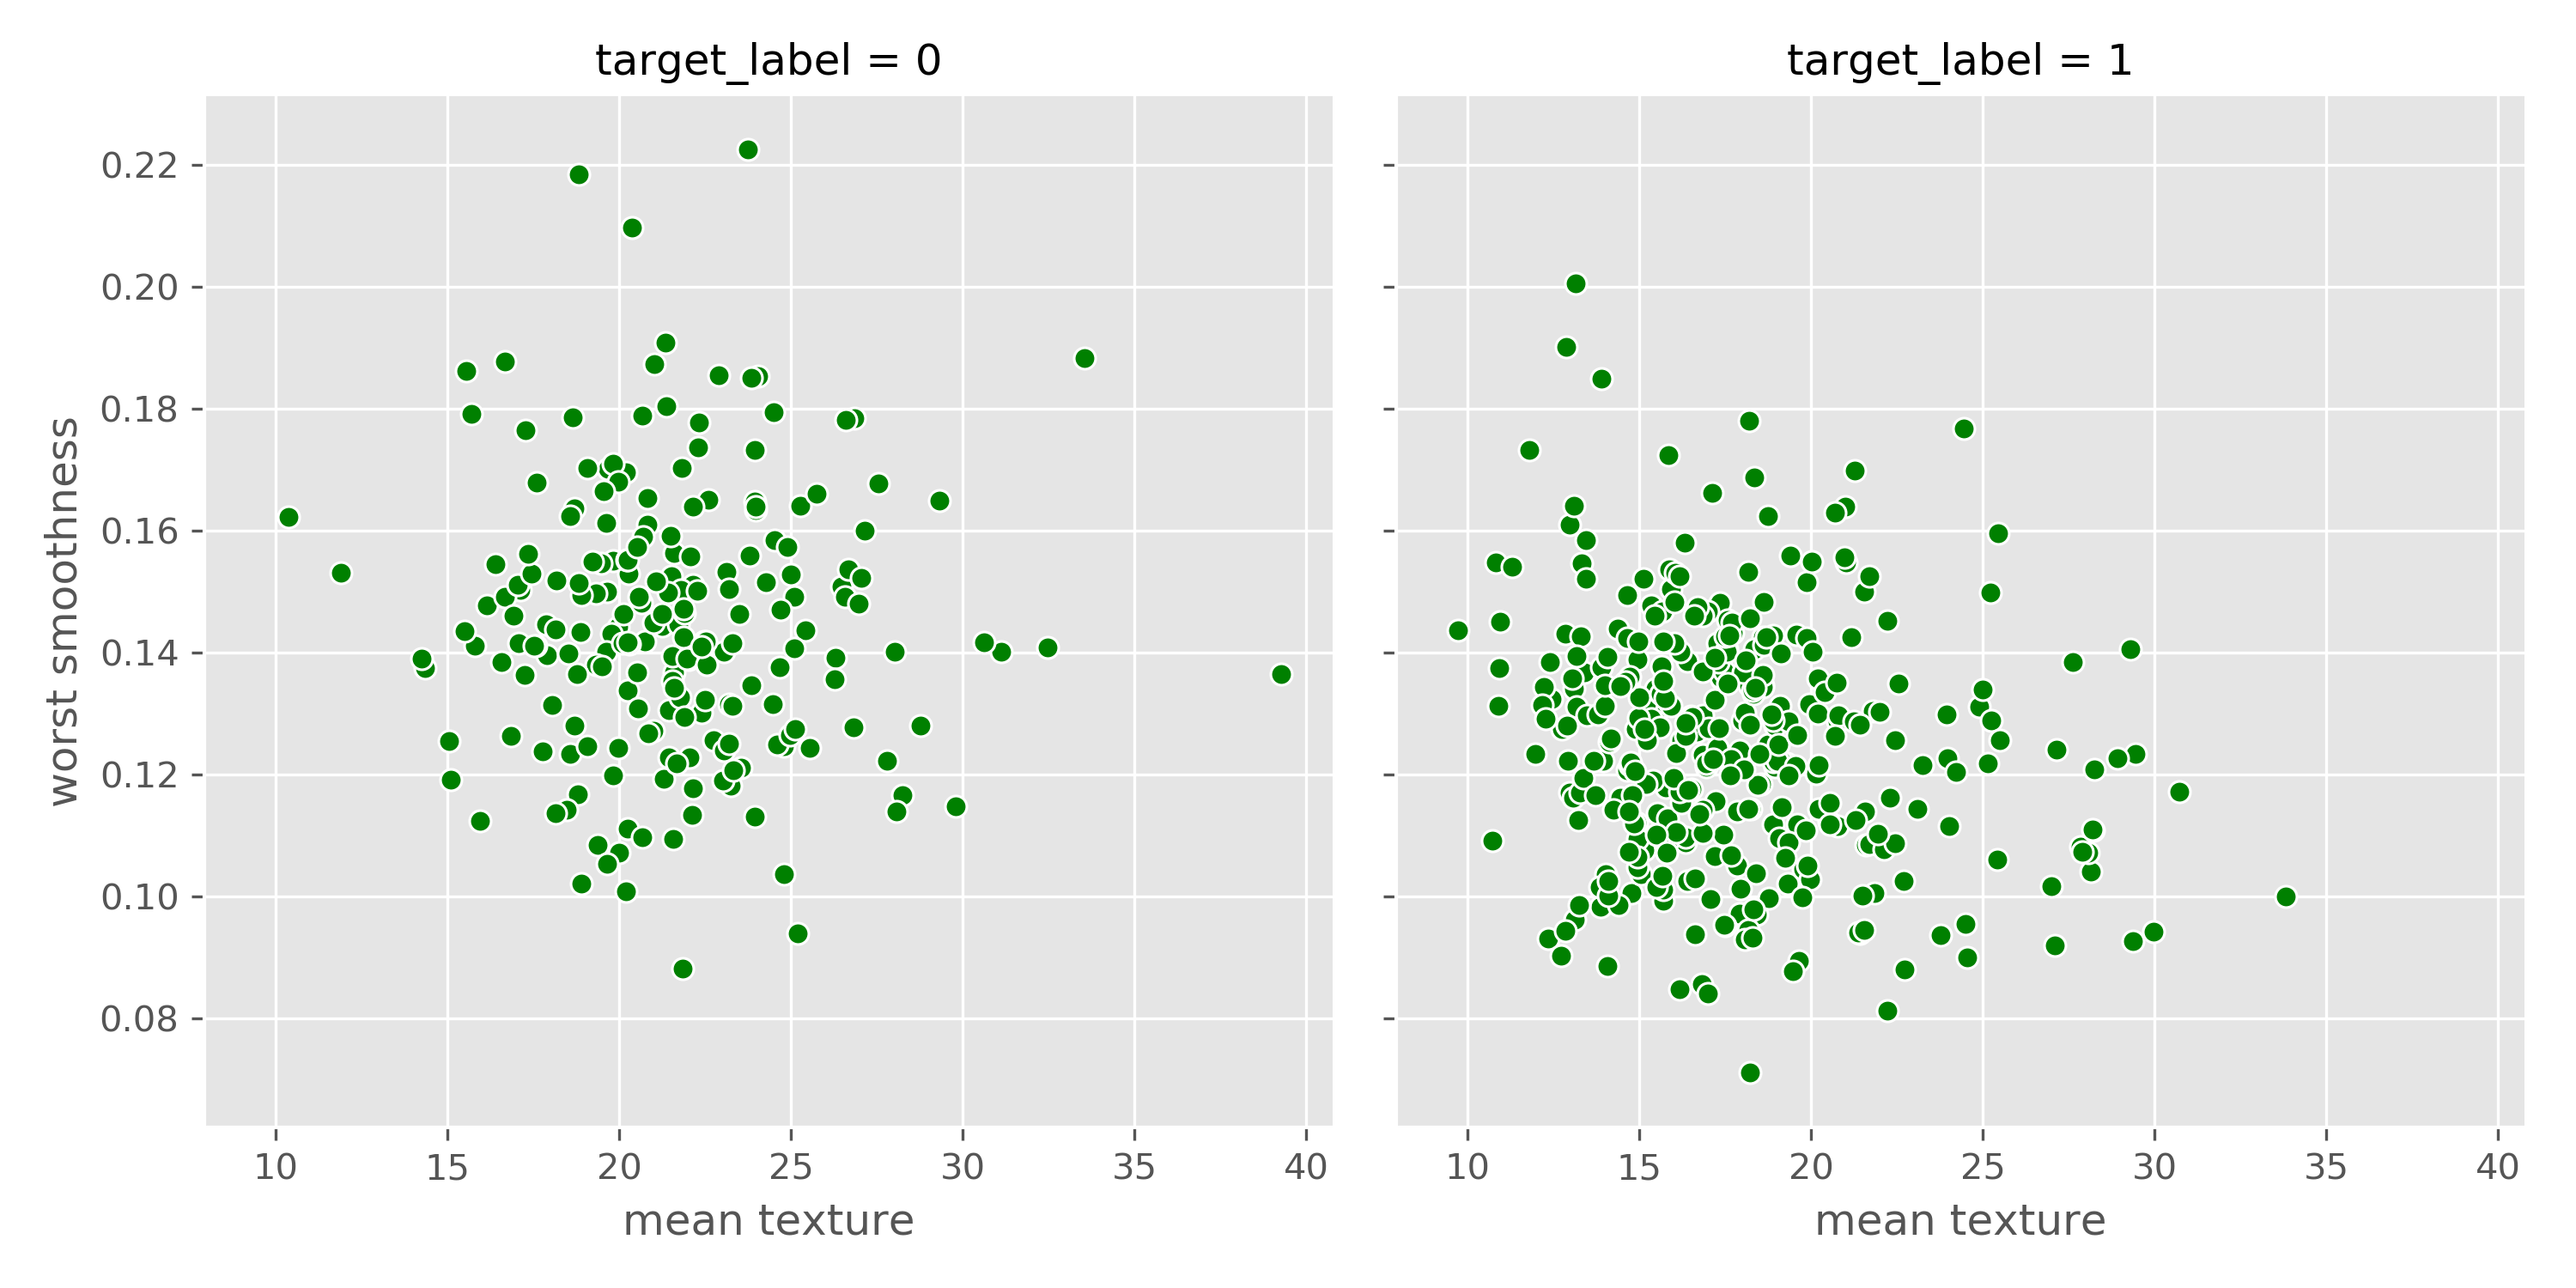 target_label = 0
target_label = 1
worst smoothness
0.22
0.20
0.18
0.16
0.14
0.12
0.10
0.08
10 15 20 25 30 35 40
10 15 20 25 30 35 40
mean texture
mean texture